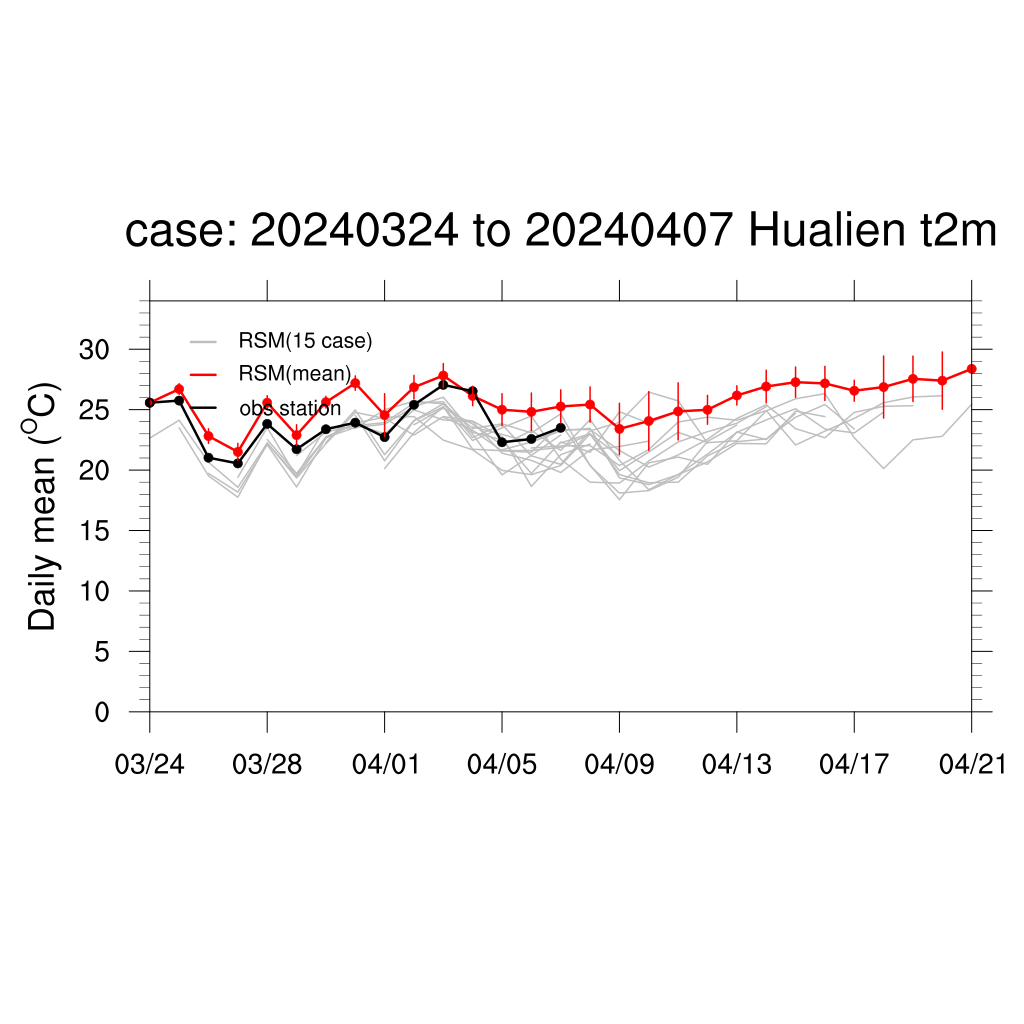 case: 20240324 to 20240407 Hualien t2m
Daily mean (°C)
30
25
20
15
10
5
0
RSM(15 case)
RSM(mean)
obs station
03/24 03/28 04/01 04/05 04/09 04/13 04/17 04/21